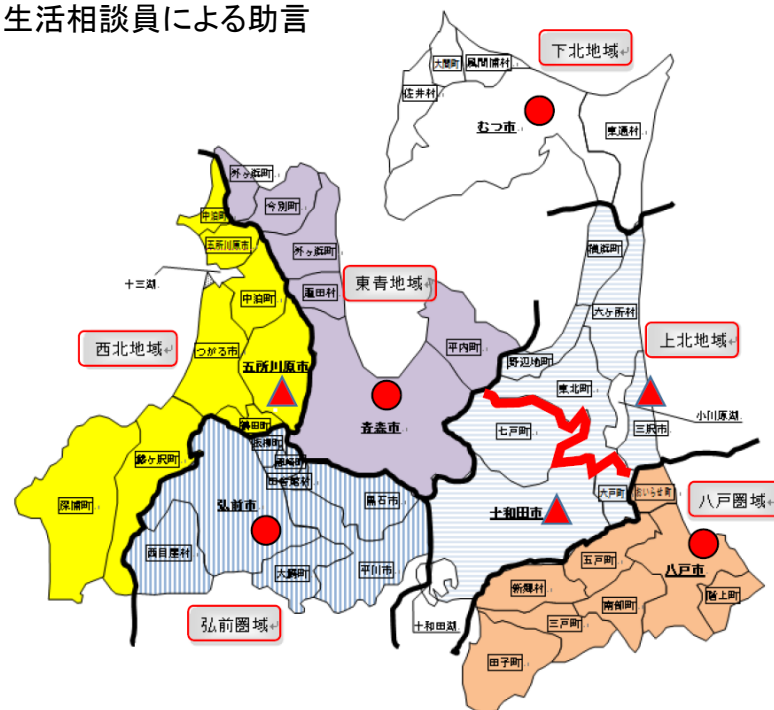 生活相談員による助言
下北地域
大間町
風間浦村
佐井村
むつ市
東通村
外ヶ浜町
今別町
中泊町
五所川原市
外ヶ浜町
横浜町
十三湖
中泊町
蓬田村
東青地域
六ヶ所村
西北地域
つがる市
平内町
上北地域
五所川原市
野辺地町
東北町
小川原湖
鶴田町
青森市
七戸町
三沢市
板柳町
鰺ヶ沢町
藤崎町
田舎館村
深浦町
弘前市
黒石市
六戸町
おいらせ町
八戸圏域
十和田市
西目屋村
大鰐町
平川市
五戸町
八戸市
新郷村
階上町
弘前圏域
十和田湖
南部町
三戸町
田子町